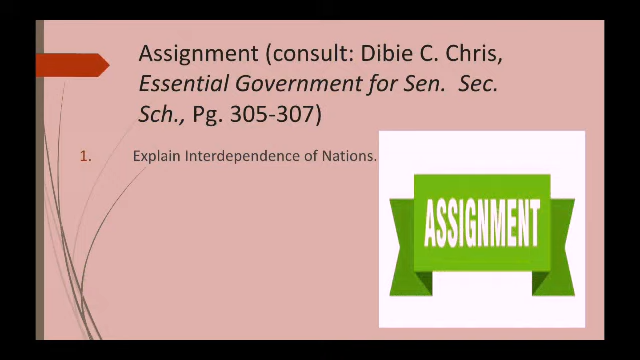 Assignment (consult: Dibie C. Chris,
Essential Government for Sen. Sec.
Sch., Pg. 305-307)
1. Explain Interdependence of Nations.
ASSIGNMENT